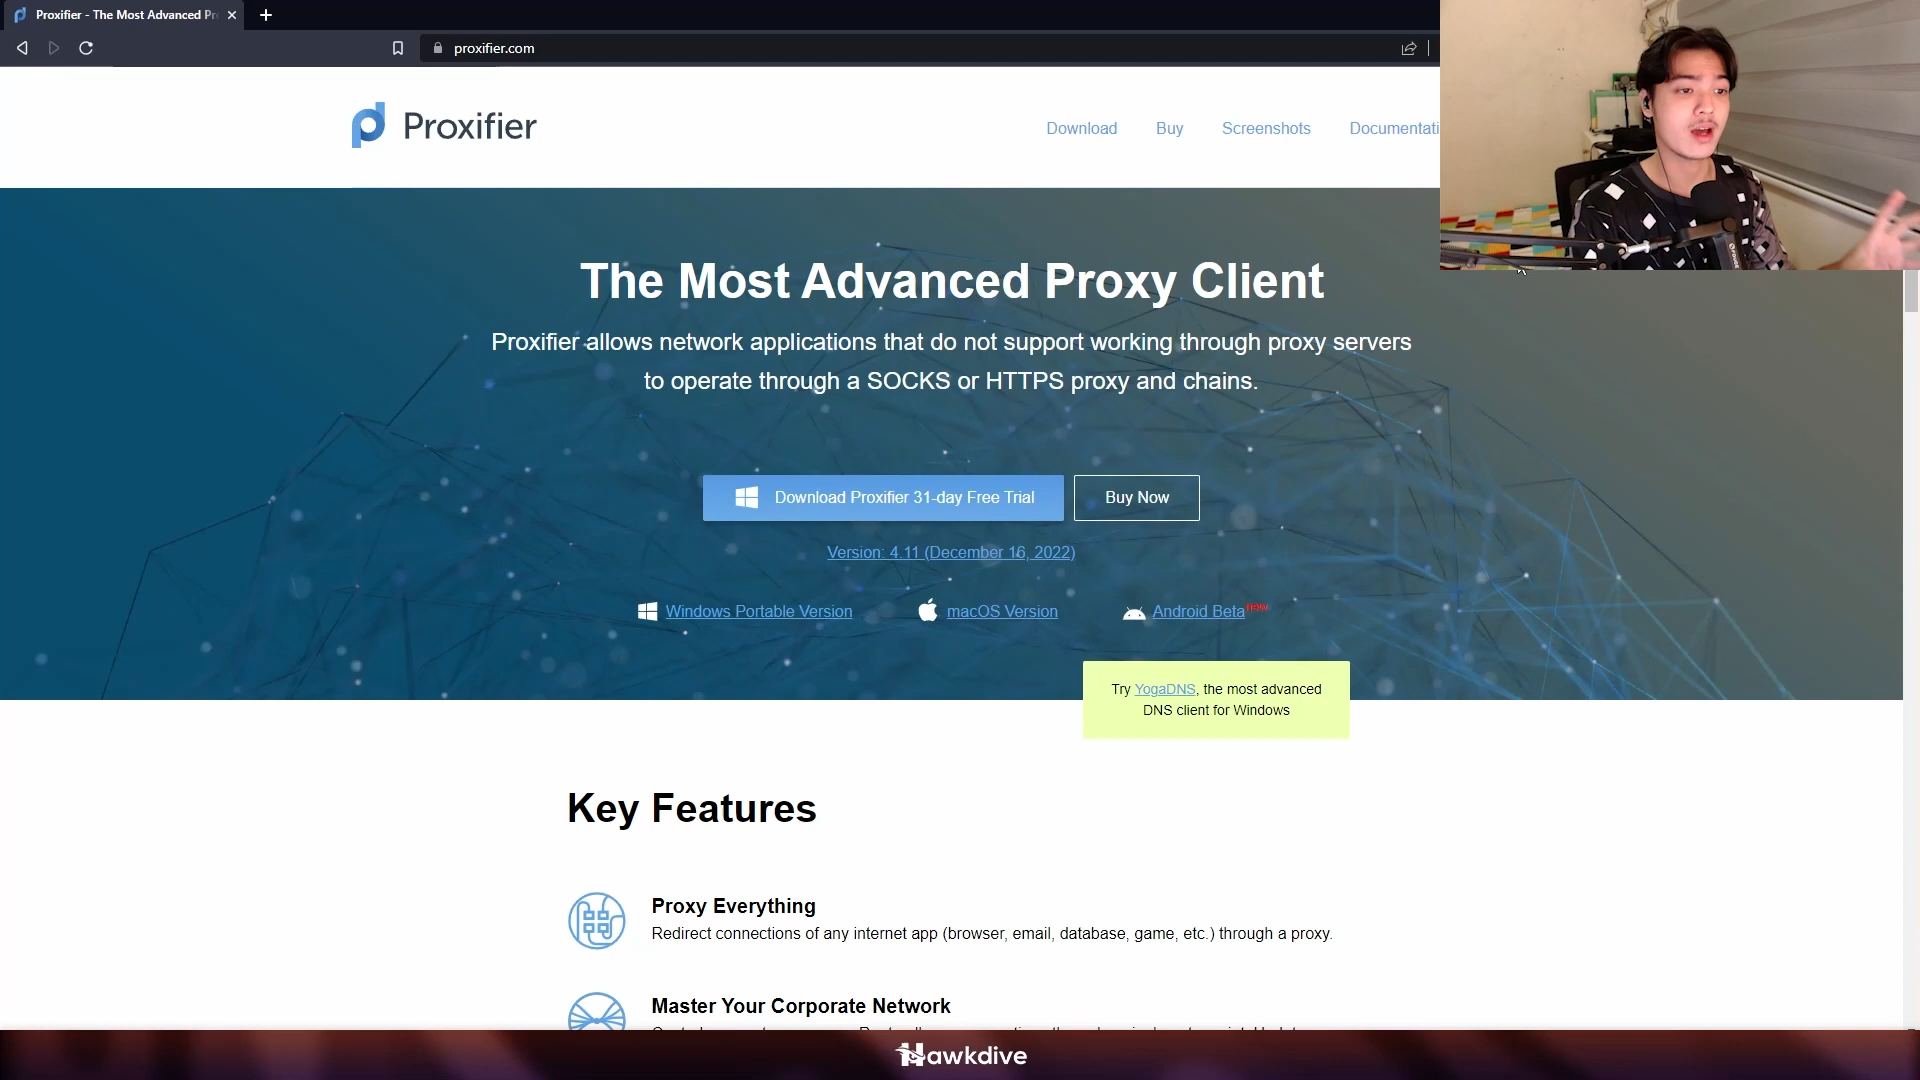 Proxifier - The Most Advanced Pr
proxifier.com
Proxifier
Download
Buy
Screenshots
Documentati
The Most Advanced Proxy Client
Proxifier allows network applications that do not support working through proxy servers
to operate through a SOCKS or HTTPS proxy and chains.
Download Proxifier 31-day Free Trial
Buy Now
Version: 4.11 (December 16, 2022)
Windows Portable Version
macOS Version
Android Beta new
Try YogaDNS, the most advanced
DNS client for Windows
Key Features
Proxy Everything
Redirect connections of any internet app (browser, email, database, game, etc.) through a proxy.
Master Your Corporate Network
Hawkdive